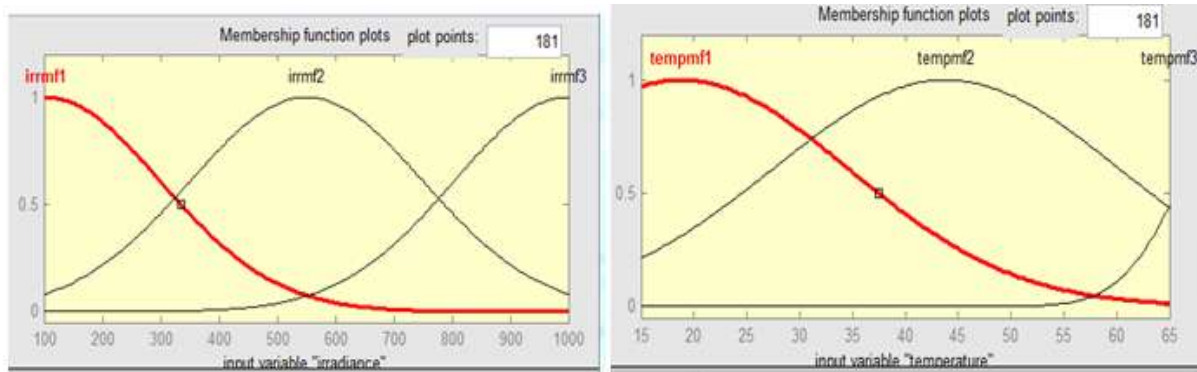 Membership function plots plot points: 181
irrmf1 irrmf2 irrmf3
1
0.5
0
100 200 300 400 500 600 700 800 900 1000
input variable "irradiance"
Membership function plots plot points: 181
tempmf1 tempmf2 tempmf3
1
0.5
0
15 20 25 30 35 40 45 50 55 60 65
input variable "temperature"